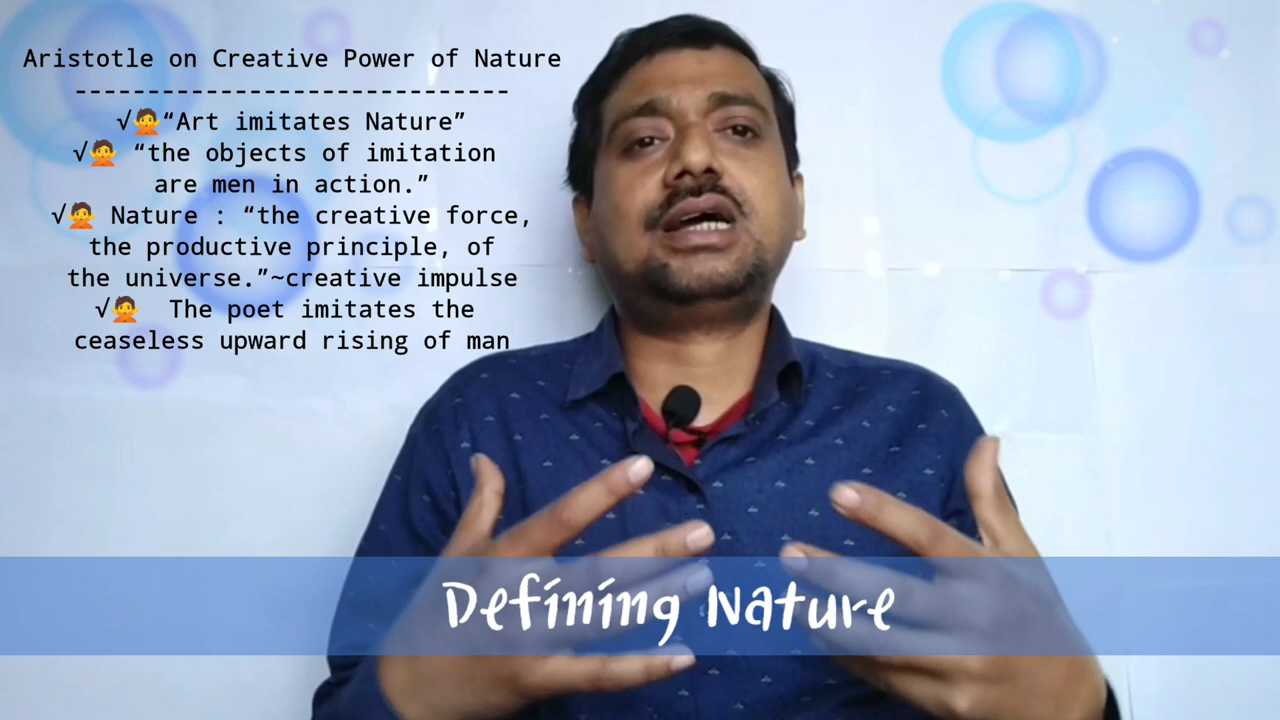 Aristotle on Creative Power of Nature
------------------------------
√🙅“Art imitates Nature”
√🙅 “the objects of imitation
are men in action.”
√🙅 Nature : “the creative force,
the productive principle, of
the universe.”~creative impulse
√🙅 The poet imitates the
ceaseless upward rising of man
Defining Nature